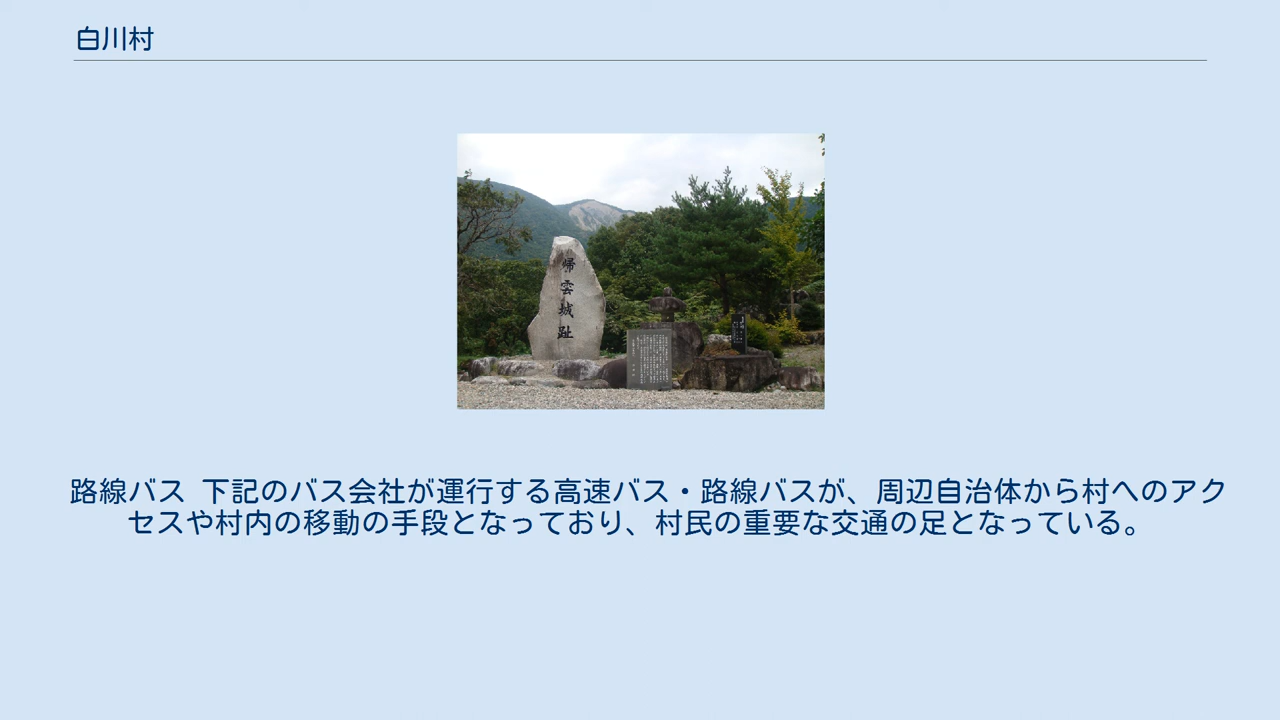 白川村
帰雲城趾
路線バス 下記のバス会社が運行する高速バス・路線バスが、周辺自治体から村へのアク
セスや村内の移動の手段となっており、村民の重要な交通の足となっている。